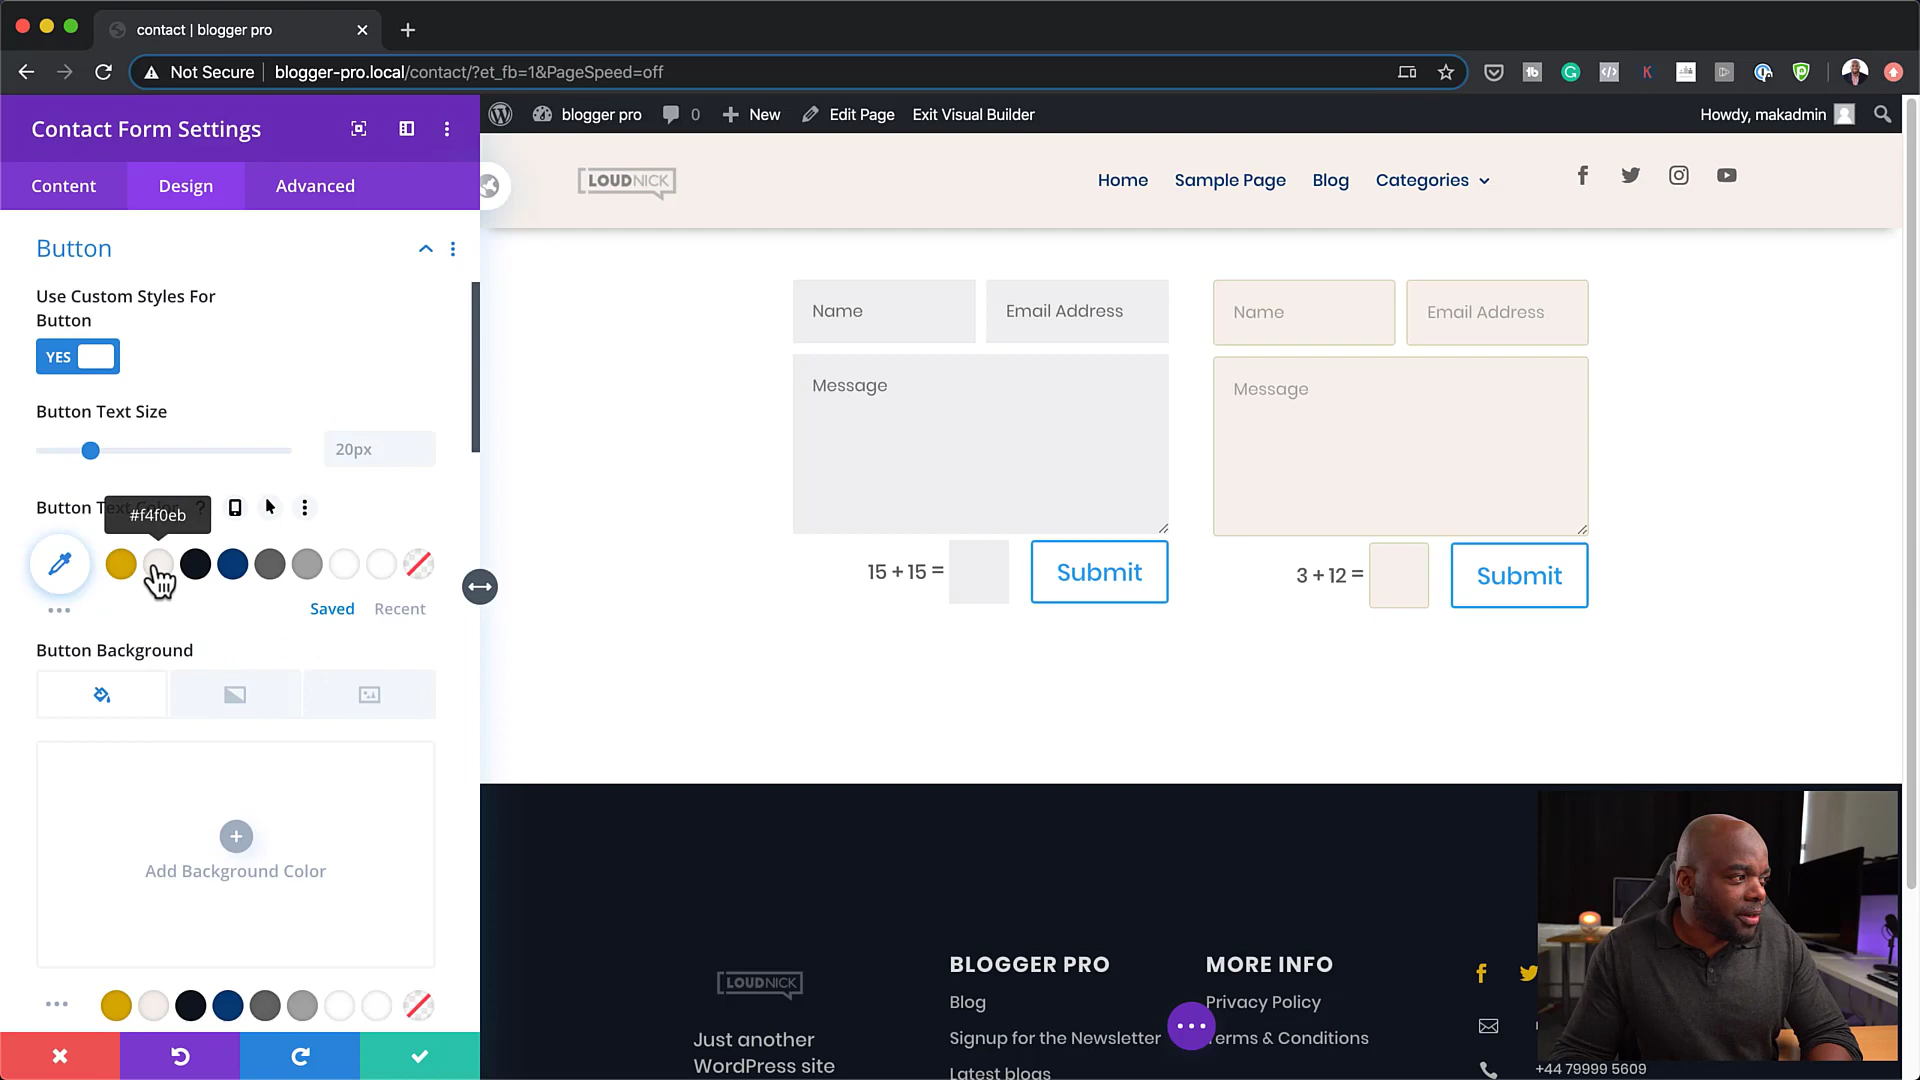 contact | blogger pro
Not Secure
blogger-pro.local/contact/?et_fb=1&PageSpeed=off
Contact Form Settings
blogger pro
0
New
Edit Page
Exit Visual Builder
Howdy, makadmin
Content
Design
Advanced
LOUDNICK
Home
Sample Page
Blog
Categories
Button
Use Custom Styles For
Button
YES
Button Text Size
20px
#f4f0eb
Saved
Recent
Button Background
Add Background Color
Name
Email Address
Message
15 + 15 =
Submit
Name
Email Address
Message
3 + 12 =
Submit
LOUDNICK
Just another
WordPress site
BLOGGER PRO
Blog
Signup for the Newsletter
Latest blogs
MORE INFO
Privacy Policy
Terms & Conditions
+44 79999 5609